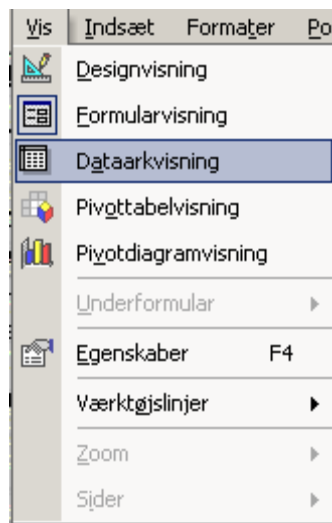 Vis Indsæt Formater Po
Designvisning
Formularvisning
Dataarkvisning
Pivottabelvisning
Pivotdiagramvisning
Underformular
Egenskaber F4
Værktøjslinjer
Zoom
Sider